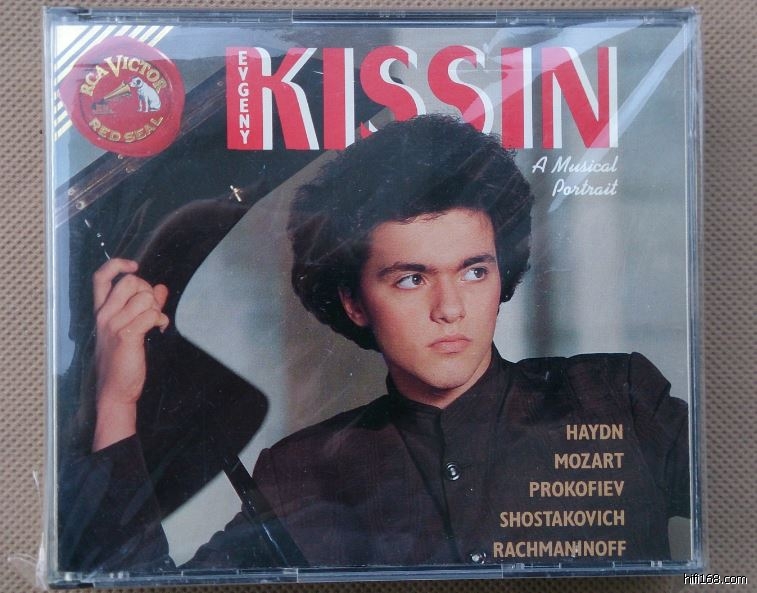 RCA VICTOR
RED SEAL
EVGENY
KISSIN
A Musical
Portrait
HAYDN
MOZART
PROKOFIEV
SHOSTAKOVICH
RACHMANINOFF
hifi168.com